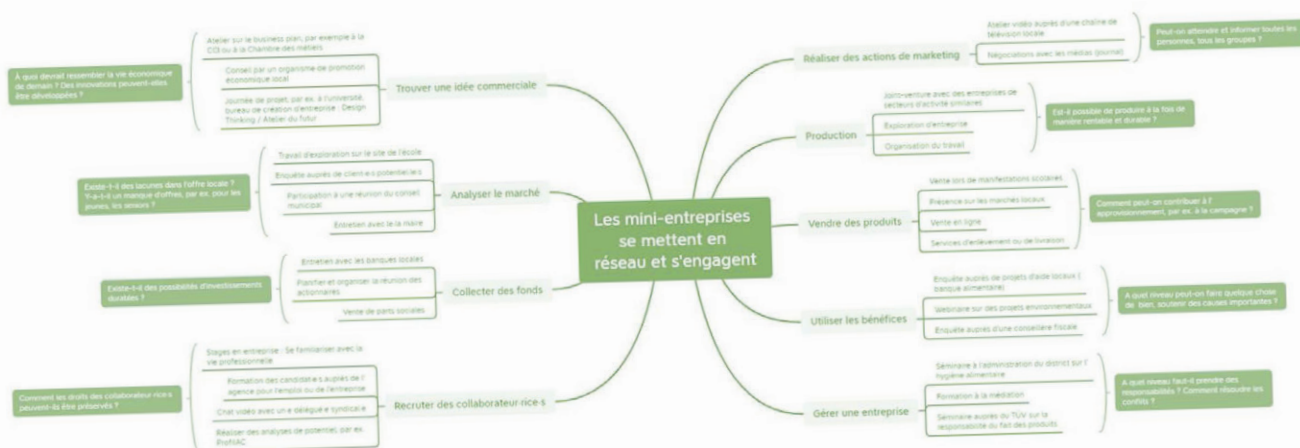 Les mini-entreprises
se mettent en
réseau et s'engagent
Trouver une idée commerciale
Atelier sur le business plan, par exemple à la
CCI ou à la Chambre des métiers
Conseil par un organisme de promotion
économique local
Journée de projet, par ex. à l'université,
bureau de création d'entreprise : Design
Thinking / Atelier du futur
À quoi devrait ressembler la vie économique
de demain ? Des innovations peuvent-elles
être développées ?
Analyser le marché
Travail d'exploration sur le site de l'école
Enquête auprès de client·e·s potentiel·le·s
Participation à une réunion du conseil
municipal
Entretien avec le·la maire
Existe-t-il des lacunes dans l'offre locale ?
Y-a-t-il un manque d'offres, par ex. pour les
jeunes, les seniors ?
Collecter des fonds
Entretien avec les banques locales
Planifier et organiser la réunion des
actionnaires
Vente de parts sociales
Existe-t-il des possibilités d'investissements
durables ?
Recruter des collaborateur·rice·s
Stages en entreprise : Se familiariser avec la
vie professionnelle
Formation des candidat·e·s auprès de l'
agence pour l'emploi ou de l'entreprise
Chat vidéo avec un·e délégué·e syndical·e
Réaliser des analyses de potentiel, par ex.
ProfilAC
Comment les droits des collaborateur·rice·s
peuvent-ils être préservés ?
Réaliser des actions de marketing
Atelier vidéo auprès d'une chaîne de
télévision locale
Négociations avec les médias (journal)
Peut-on atteindre et informer toutes les
personnes, tous les groupes ?
Production
Joint-venture avec des entreprises de
secteurs d'activité similaires
Exploration d'entreprise
Organisation du travail
Est-il possible de produire à la fois de
manière rentable et durable ?
Vendre des produits
Vente lors de manifestations scolaires
Présence sur les marchés locaux
Vente en ligne
Services d'enlèvement ou de livraison
Comment peut-on contribuer à l'
approvisionnement, par ex. à la campagne ?
Utiliser les bénéfices
Enquête auprès de projets d'aide locaux (
banque alimentaire)
Webinaire sur des projets environnementaux
Enquête auprès d'un·e conseiller·e fiscal·e
A quel niveau peut-on faire quelque chose
de bien, soutenir des causes importantes ?
Gérer une entreprise
Séminaire à l'administration du district sur l'
hygiène alimentaire
Formation à la médiation
Séminaire auprès du TÜV sur la
responsabilité du fait des produits
A quel niveau faut-il prendre des
responsabilités ? Comment résoudre les
conflits ?